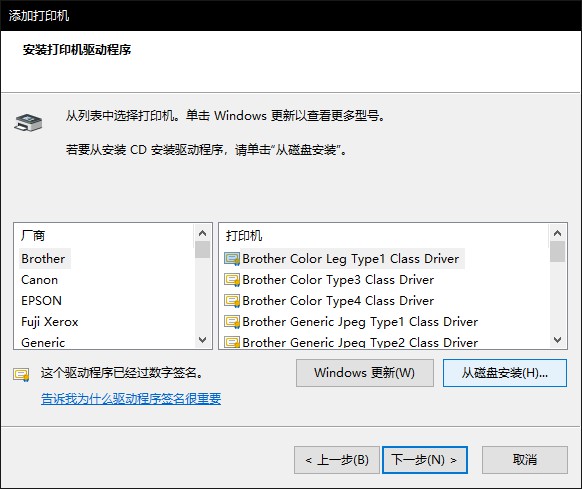 添加打印机
安装打印机驱动程序
从列表中选择打印机。单击 Windows 更新以查看更多型号。
若要从安装 CD 安装驱动程序，请单击“从磁盘安装”。
厂商
Brother
Canon
EPSON
Fuji Xerox
Generic
打印机
Brother Color Leg Type1 Class Driver
Brother Color Type3 Class Driver
Brother Color Type4 Class Driver
Brother Generic Jpeg Type1 Class Driver
Brother Generic Jpeg Type2 Class Driver
这个驱动程序已经过数字签名。
告诉我为什么驱动程序签名很重要
Windows 更新(W)
从磁盘安装(H)...
< 上一步(B)
下一步(N) >
取消